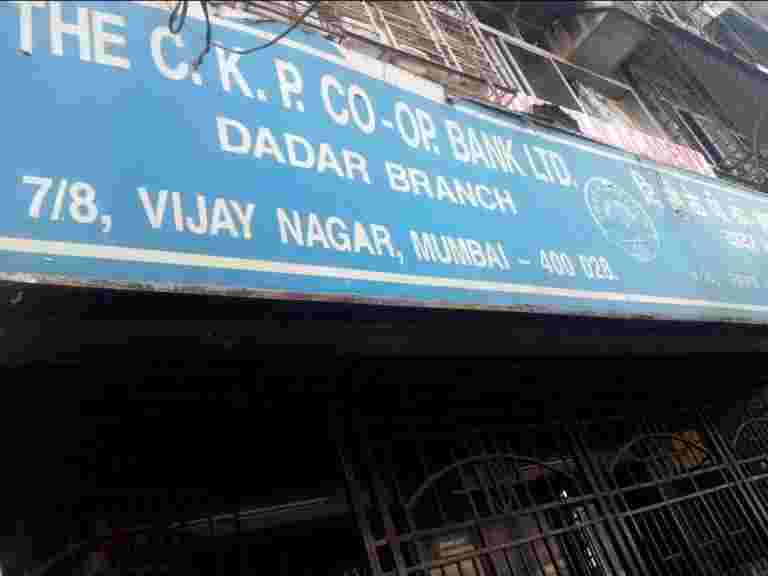 THE C. K. P. CO-OP. BANK LTD.
DADAR BRANCH
7/8, VIJAY NAGAR, MUMBAI - 400 028.